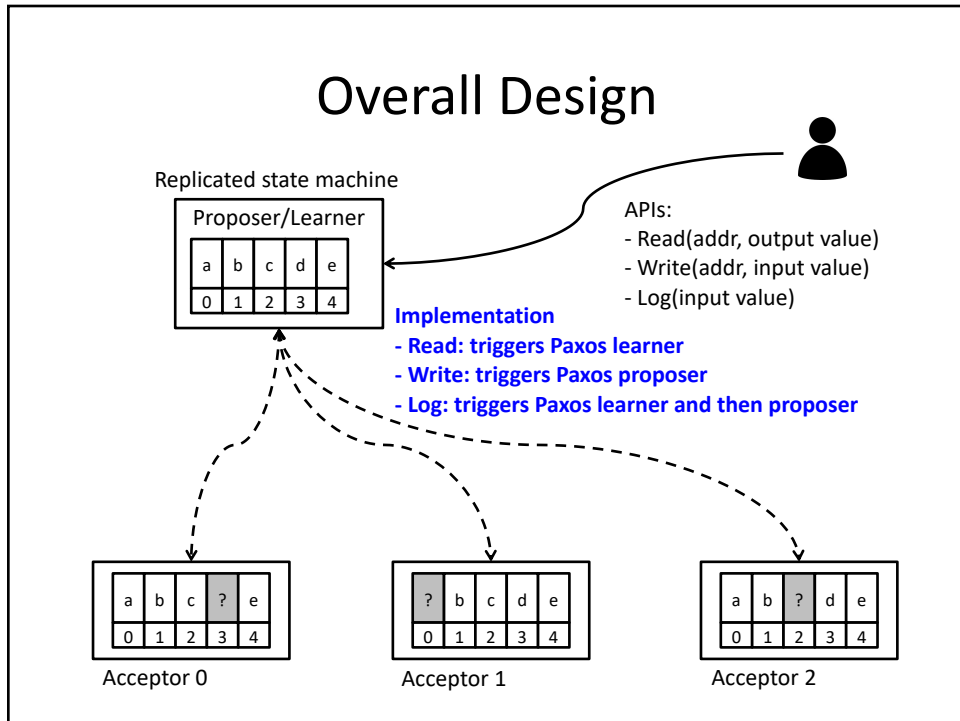 Overall Design
Replicated state machine
Proposer/Learner
a b c d e
0 1 2 3 4
APIs:
- Read(addr, output value)
- Write(addr, input value)
- Log(input value)
Implementation
- Read: triggers Paxos learner
- Write: triggers Paxos proposer
- Log: triggers Paxos learner and then proposer
a b c ? e
0 1 2 3 4
Acceptor 0
? b c d e
0 1 2 3 4
Acceptor 1
a b ? d e
0 1 2 3 4
Acceptor 2